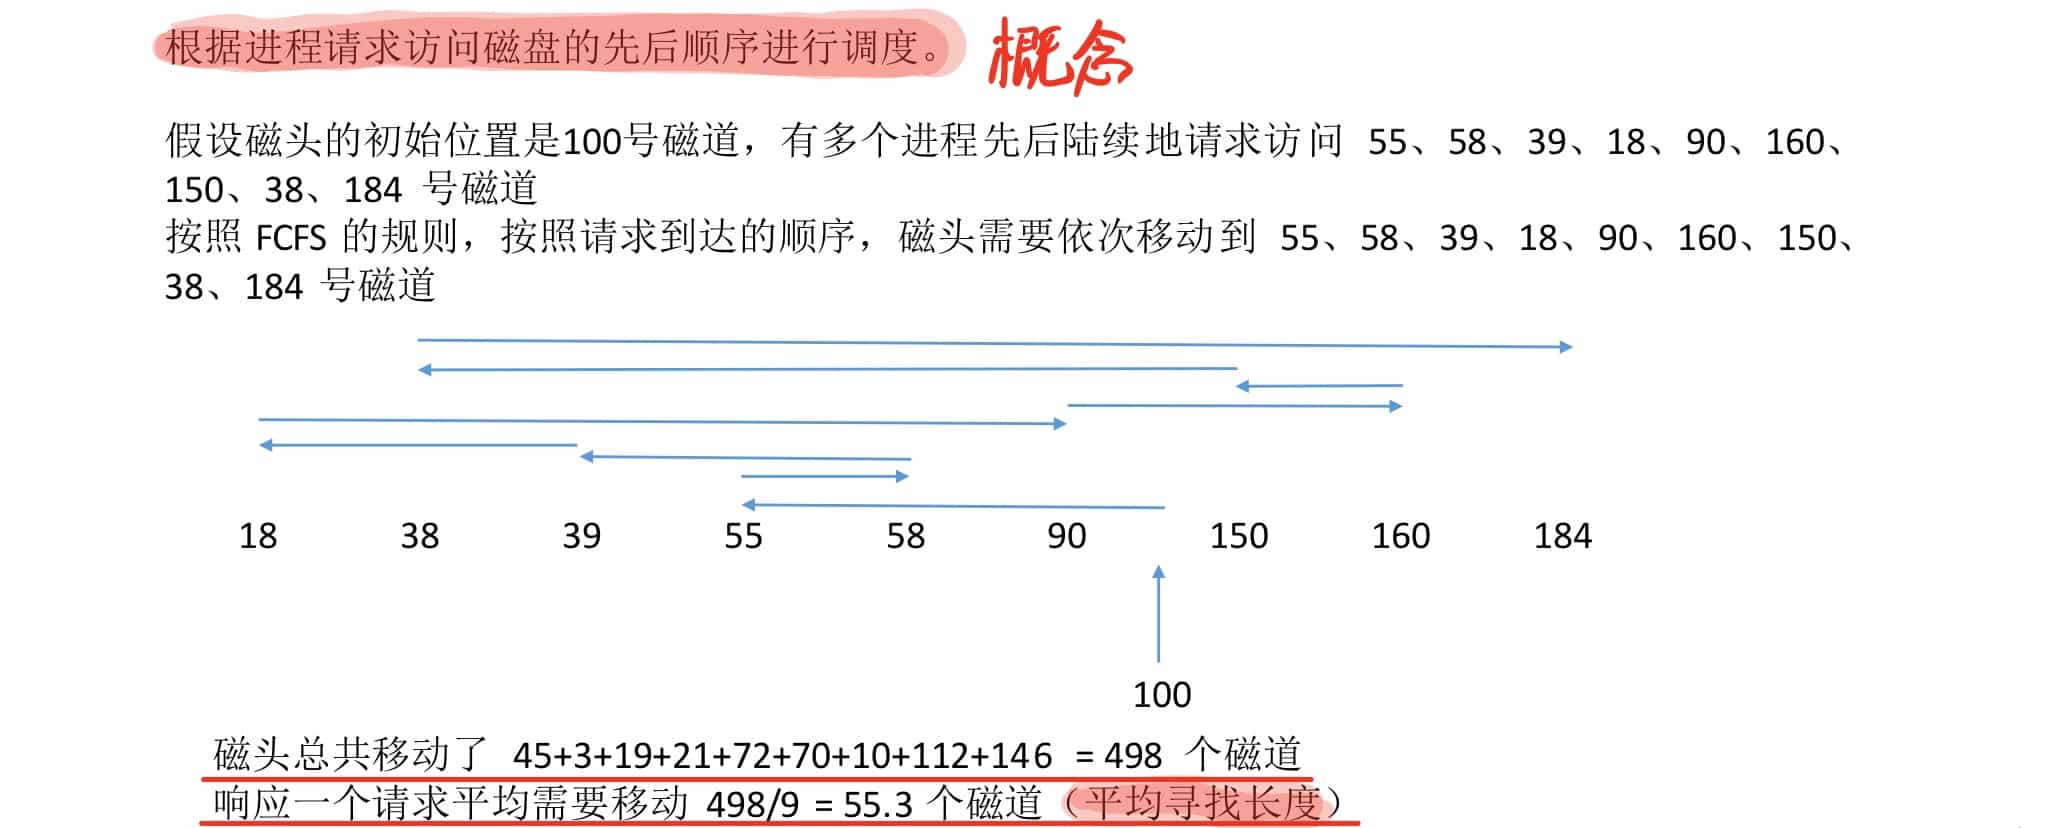 根据进程请求访问磁盘的先后顺序进行调度。 概念
假设磁头的初始位置是100号磁道，有多个进程先后陆续地请求访问 55、58、39、18、90、160、
150、38、184 号磁道
按照 FCFS 的规则，按照请求到达的顺序，磁头需要依次移动到 55、58、39、18、90、160、150、
38、184 号磁道
18 38 39 55 58 90 150 160 184
100
磁头总共移动了 45+3+19+21+72+70+10+112+146 = 498 个磁道
响应一个请求平均需要移动 498/9 = 55.3 个磁道（平均寻找长度）